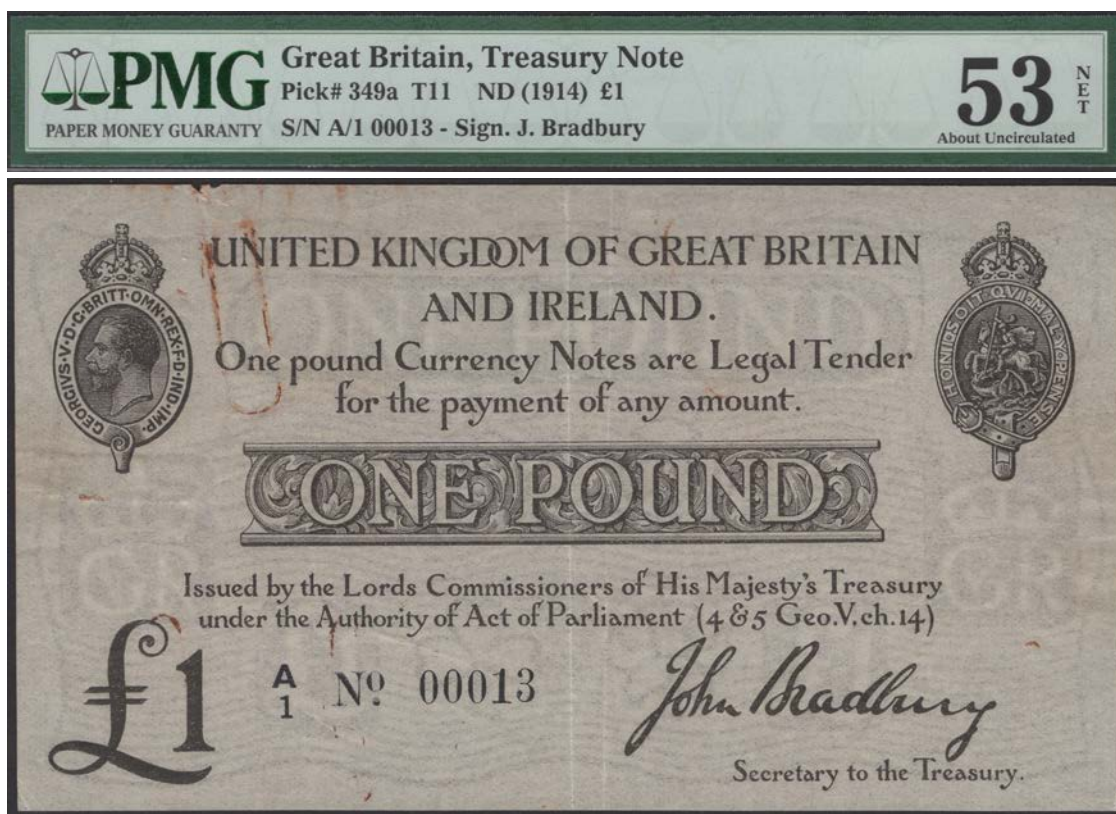 PMG
PAPER MONEY GUARANTY
Great Britain, Treasury Note
Pick# 349a T11 ND (1914) £1
S/N A/1 00013 - Sign. J. Bradbury
53
NET
About Uncirculated
UNITED KINGDOM OF GREAT BRITAIN
AND IRELAND.
GEORGIVS·V·D·G·BRITT·OMN·REX·F·D·IND·IMP·
HONI·SOIT·QVI·MAL·Y·PENSE·
One pound Currency Notes are Legal Tender
for the payment of any amount.
ONE POUND
Issued by the Lords Commissioners of His Majesty's Treasury
under the Authority of Act of Parliament (4 & 5 Geo.V. ch.14)
£1
A
1
Nº 00013
John Bradbury
Secretary to the Treasury.